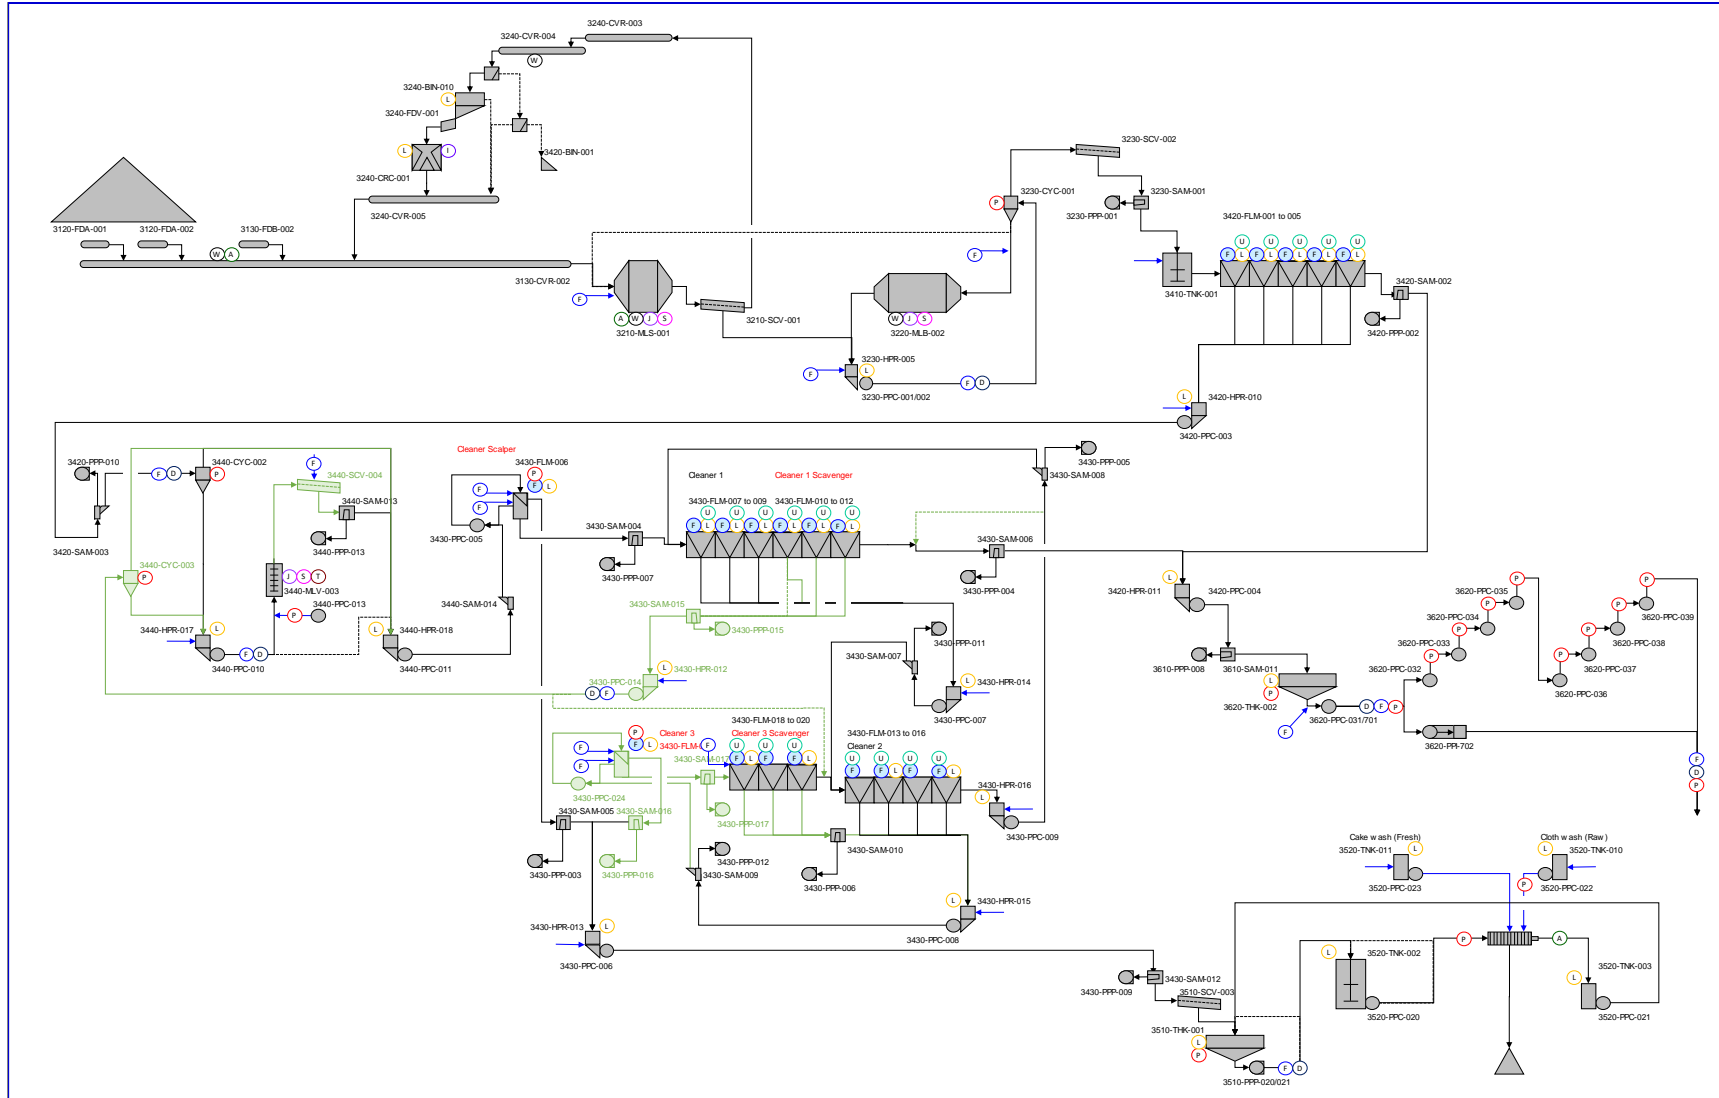 3240-CVR-003
3240-CVR-004
W
3240-BIN-010
L
3240-FDV-001
L
I
3420-BIN-001
3240-CRC-001
3240-CVR-005
3120-FDA-001
3120-FDA-002
3130-FDB-002
W
A
3130-CVR-002
F
A
W
J
S
3210-MLS-001
3210-SCV-001
3230-SCV-002
3230-CYC-001
P
3230-SAM-001
3230-PPP-001
F
W
J
S
3220-MLB-002
3230-HPR-005
F
L
F
D
3230-PPC-001/002
3420-FLM-001 to 005
U
U
U
U
U
F
L
F
L
F
L
F
L
F
L
3410-TNK-001
3420-SAM-002
3420-PPP-002
L
3420-HPR-010
3420-PPC-003
3420-PPP-010
F
D
3440-CYC-002
P
F
3440-SCV-004
3440-SAM-013
3440-PPP-013
3420-SAM-003
3440-CYC-003
P
J
S
T
3440-MLV-003
3440-PPC-013
P
3440-HPR-017
L
F
D
3440-PPC-010
L
3440-HPR-018
3440-PPC-011
3440-SAM-014
Cleaner Scalper
3430-FLM-006
P
F
L
F
F
3430-PPC-005
3430-SAM-004
3430-PPP-007
Cleaner 1
Cleaner 1 Scavenger
3430-FLM-007 to 009
3430-FLM-010 to 012
U
U
U
U
U
F
L
F
L
F
L
F
L
F
L
F
L
3430-PPP-005
3430-SAM-008
3430-SAM-006
3430-PPP-004
3430-SAM-015
3430-PPP-015
3430-HPR-012
L
3430-PPC-014
D
F
3430-PPP-011
3430-SAM-007
L
3430-HPR-014
3430-PPC-007
L
3420-HPR-011
3420-PPC-004
3610-PPP-008
3610-SAM-011
L
P
3620-THK-002
F
3620-PPC-031/701
D
F
P
3620-PPC-032
P
3620-PPC-033
P
3620-PPC-034
P
3620-PPC-035
P
3620-PPC-036
P
3620-PPC-037
P
3620-PPC-038
P
3620-PPC-039
3620-PPI-702
F
D
P
Cleaner 3
P
F
L
F
F
3430-SAM-017
3430-PPC-024
3430-PPP-017
3430-FLM-018 to 020
Cleaner 3 Scavenger
F
U
U
U
F
L
F
F
L
3430-FLM-013 to 016
Cleaner 2
U
U
U
U
F
F
L
F
F
L
3430-HPR-016
L
3430-PPC-009
3430-SAM-005
3430-SAM-016
3430-PPP-003
3430-PPP-016
3430-PPP-012
3430-SAM-009
3430-SAM-010
3430-PPP-006
L
3430-HPR-015
3430-PPC-008
3430-HPR-013
L
3430-PPC-006
3430-SAM-012
3430-PPP-009
3510-SCV-003
3510-THK-001
L
P
F
D
3510-PPP-020/021
L
3520-TNK-002
3520-PPC-020
Cake wash (Fresh)
3520-TNK-011
L
3520-PPC-023
Cloth wash (Raw)
L
3520-TNK-010
3520-PPC-022
P
P
A
3520-TNK-003
L
3520-PPC-021